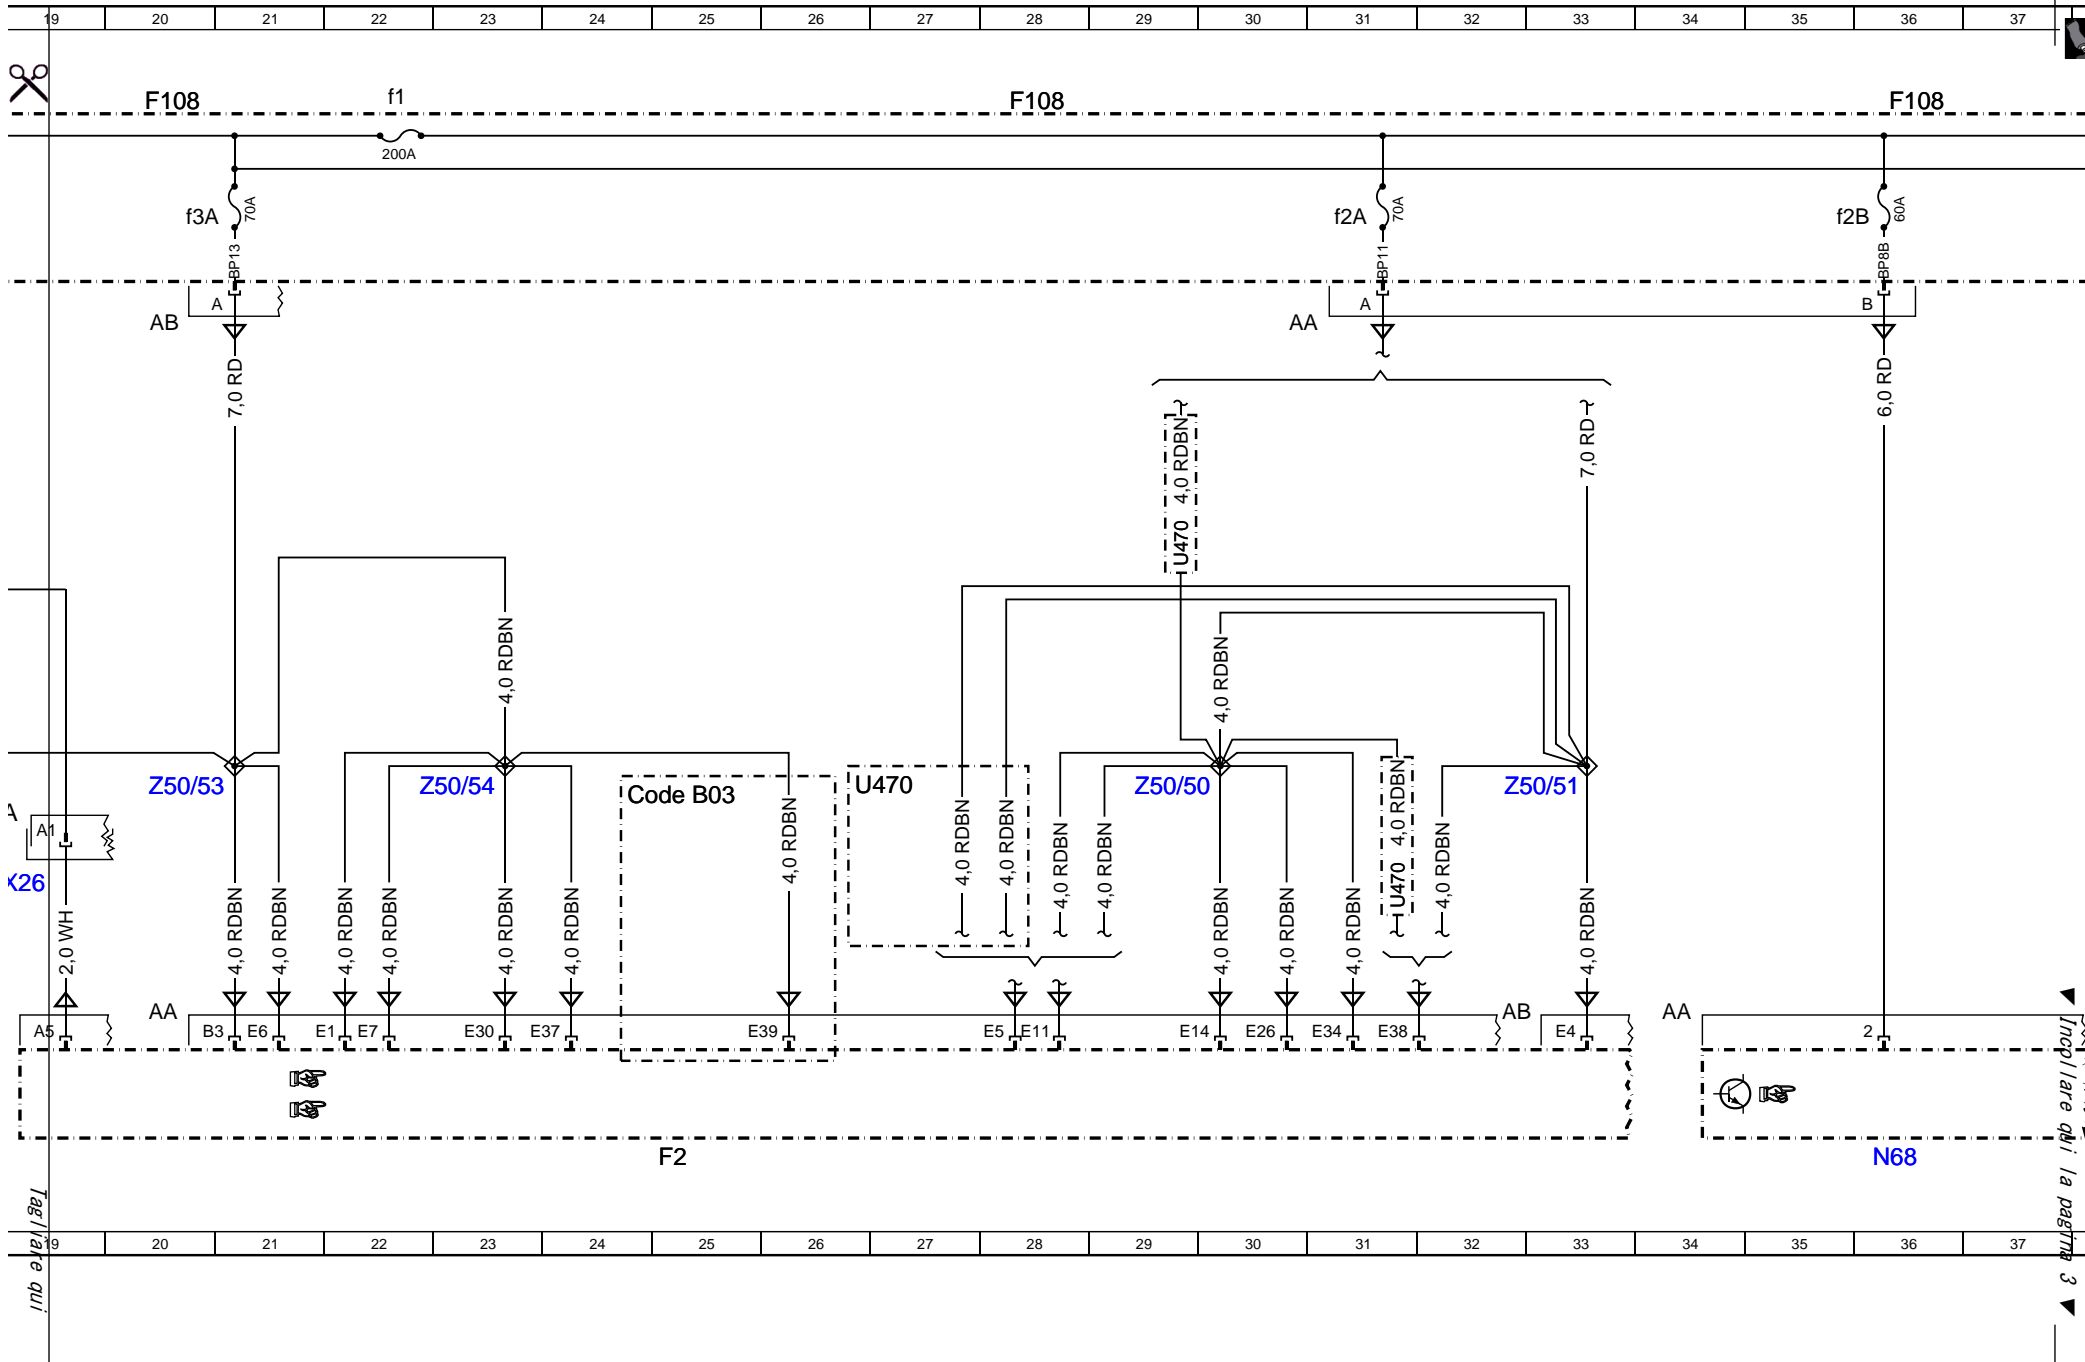 19 20 21 22 23 24 25 26 27 28 29 30 31 32 33 34 35 36 37
F108 f1 F108 F108
200A
f3A 70A f2A 70A f2B 60A
BP13 BP11 BP8B
A A B
AB AA
7,0 RD 6,0 RD
U470 4,0 RDBN 7,0 RD
4,0 RDBN 4,0 RDBN
Z50/53 Z50/54 Z50/50 Z50/51
Code B03 U470
A
A1
4,0 RDBN 4,0 RDBN 4,0 RDBN 4,0 RDBN 4,0 RDBN U470 4,0 RDBN 4,0 RDBN
X26
2,0 WH 4,0 RDBN 4,0 RDBN 4,0 RDBN 4,0 RDBN 4,0 RDBN 4,0 RDBN 4,0 RDBN 4,0 RDBN 4,0 RDBN 4,0 RDBN
AA AB AA
A5 B3 E6 E1 E7 E30 E37 E39 E5 E11 E14 E26 E34 E38 E4 2
F2 N68
Tagliare qui
Incollare qui la pagina 3
19 20 21 22 23 24 25 26 27 28 29 30 31 32 33 34 35 36 37